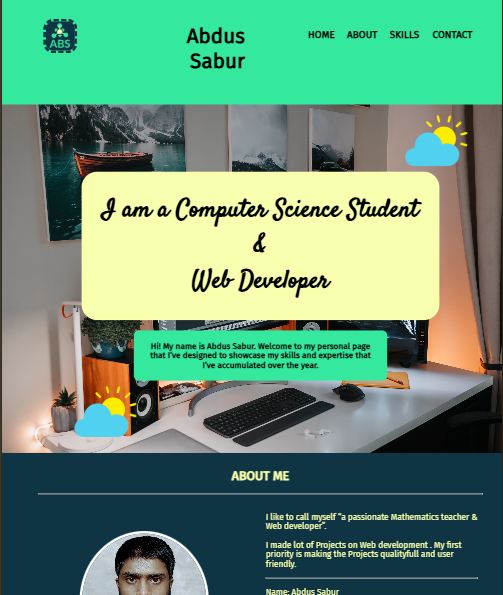 ABS
Abdus
Sabur
HOME ABOUT SKILLS CONTACT
I am a Computer Science Student
&
Web Developer
Hi! My name is Abdus Sabur. Welcome to my personal page
that I've designed to showcase my skills and expertise that
I've accumulated over the year.
ABOUT ME
I like to call myself "a passionate Mathematics teacher &
Web developer".
I made lot of Projects on Web development . My first
priority is making the Projects qualityfull and user
friendly.
Name: Abdus Sabur